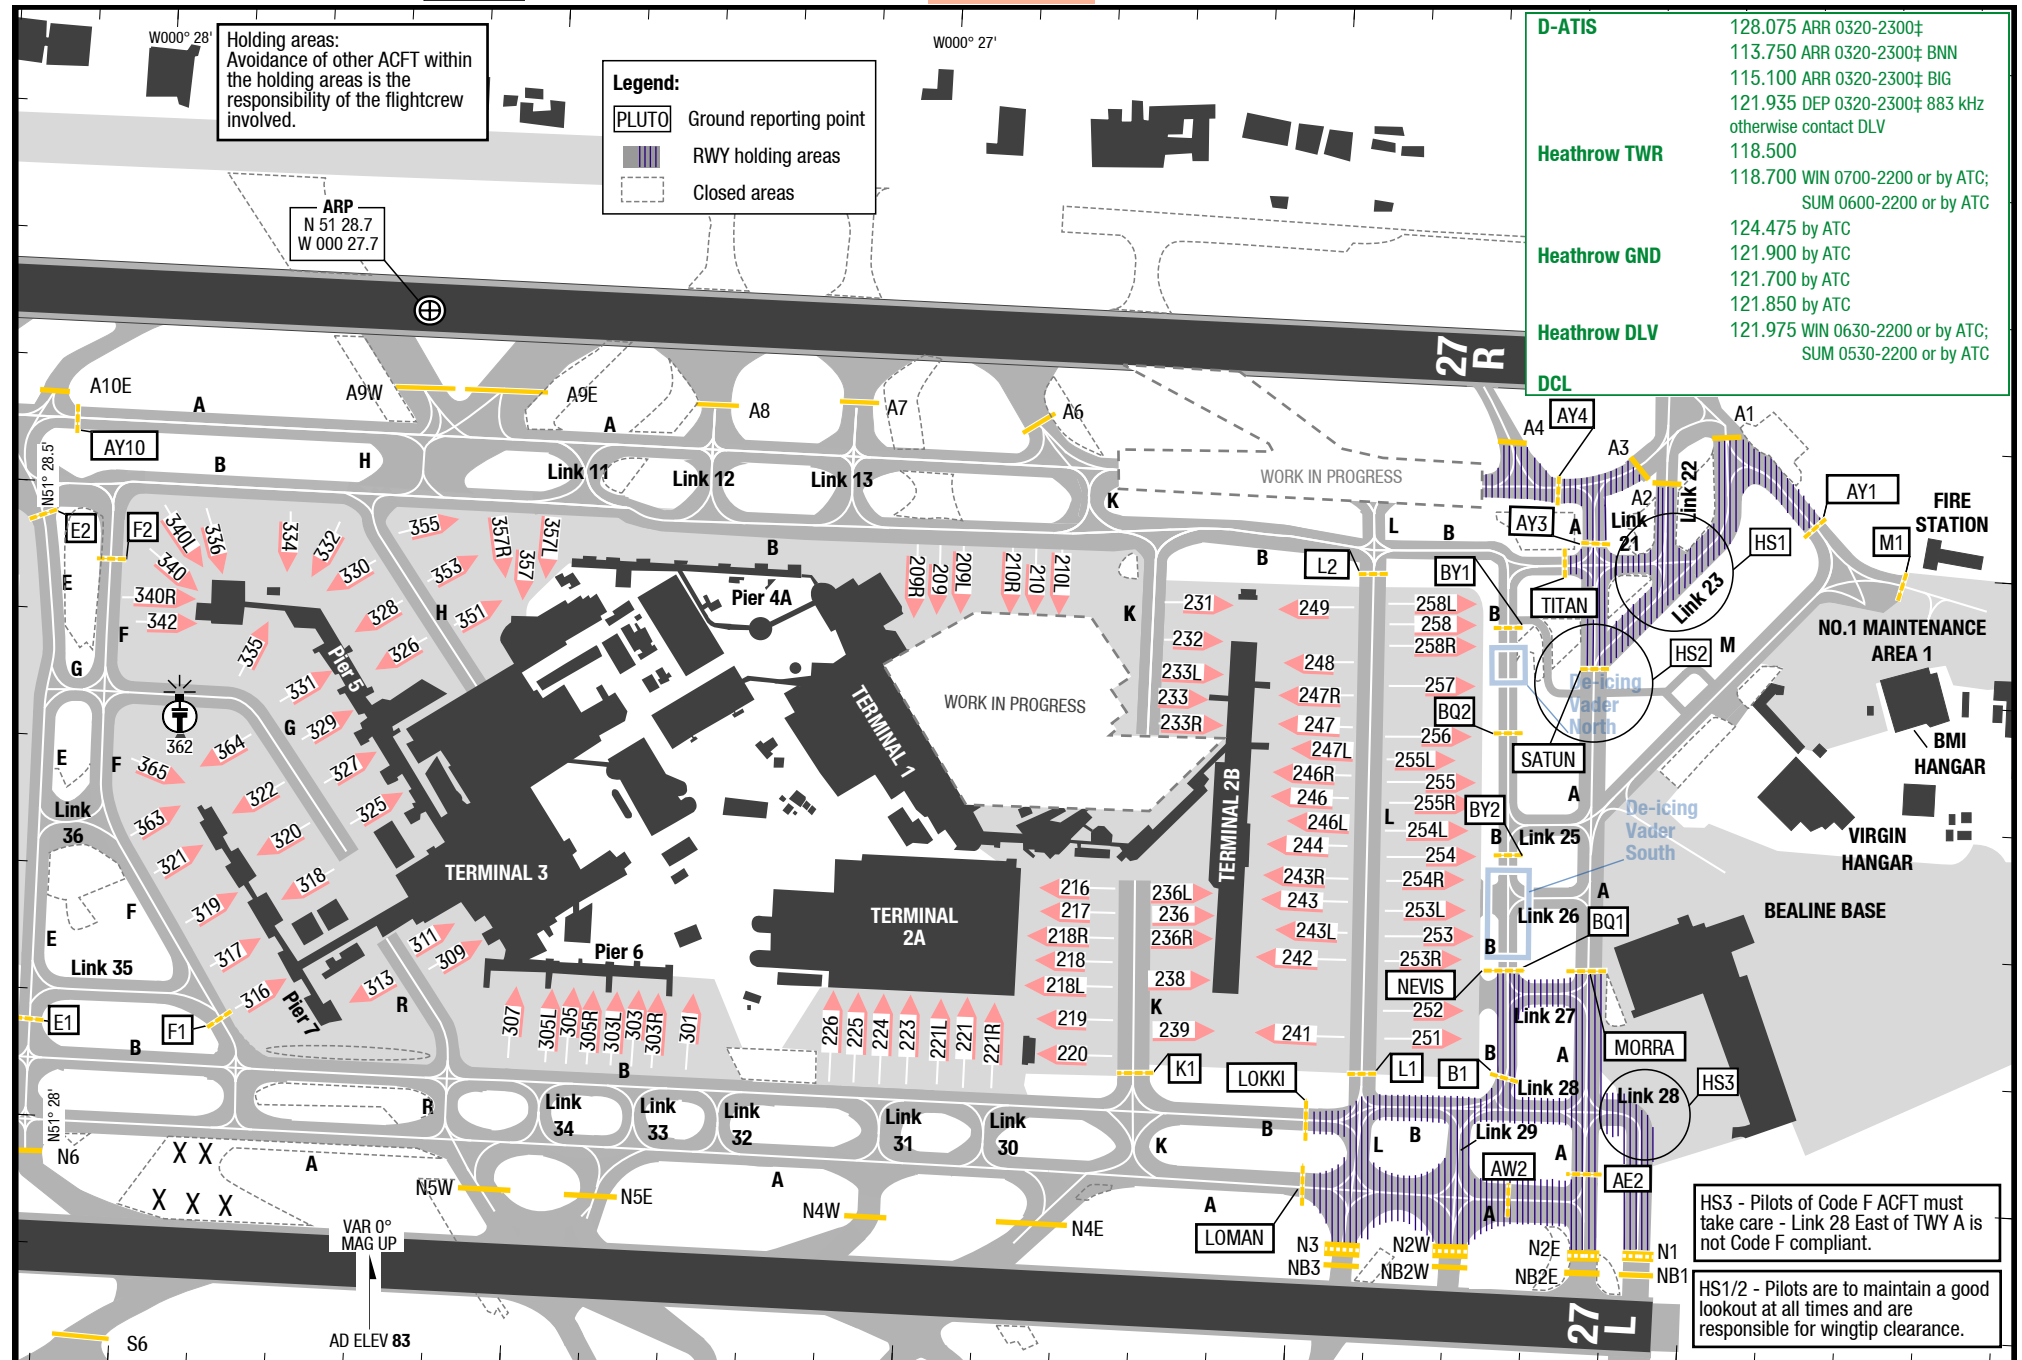 W000° 28'
Holding areas:
Avoidance of other ACFT within
the holding areas is the
responsibility of the flightcrew
involved.
Legend:
PLUTO Ground reporting point
RWY holding areas
Closed areas
W000° 27'
D-ATIS 128.075 ARR 0320-2300‡
113.750 ARR 0320-2300‡ BNN
115.100 ARR 0320-2300‡ BIG
121.935 DEP 0320-2300‡ 883 kHz
otherwise contact DLV
Heathrow TWR 118.500
118.700 WIN 0700-2200 or by ATC;
SUM 0600-2200 or by ATC
124.475 by ATC
Heathrow GND 121.900 by ATC
121.700 by ATC
121.850 by ATC
Heathrow DLV 121.975 WIN 0630-2200 or by ATC;
SUM 0530-2200 or by ATC
DCL
ARP
N 51 28.7
W 000 27.7
27
R
A10E
A9W
A9E
A8
A7
A6
A4
AY4
A3
A1
A
A
AY10
B
H
Link 11
Link 12
Link 13
K
WORK IN PROGRESS
A2
Link 22
AY1
FIRE
STATION
N51° 28.5'
E2
F2
340L
336
334
332
355
357R
357L
L
B
AY3
A
Link
21
HS1
M1
340
330
353
357
B
209R
209
209L
210R
210
210L
B
L2
BY1
TITAN
Link 23
E
340R
342
F
328
H
351
Pier 4A
K
231
249
258L
258
B
NO.1 MAINTENANCE
AREA 1
335
326
Pier 5
232
258R
HS2
M
G
331
233L
248
257
De-icing
Vader
North
362
G
329
TERMINAL 1
WORK IN PROGRESS
233
233R
247R
247
BQ2
256
SATUN
BMI
HANGAR
E
F
365
364
327
247L
246R
255L
255
Link
36
363
322
325
TERMINAL 2B
246
246L
L
255R
254L
BY2
B
A
Link 25
De-icing
Vader
South
VIRGIN
HANGAR
321
320
TERMINAL 3
244
254
318
216
236L
243R
254R
A
319
F
TERMINAL
2A
217
236
243
253L
Link 26
BQ1
BEALINE BASE
E
317
311
309
Pier 6
218R
236R
243L
253
B
Link 35
218
242
253R
316
313
R
218L
238
NEVIS
Pier 7
E1
F1
307
305L
305
305R
303L
303
303R
301
226
225
224
223
221L
221
221R
219
K
239
241
252
251
Link 27
B
B
220
K1
LOKKI
L1
B1
B
A
MORRA
Link 28
HS3
Link 28
N51° 28'
R
Link
34
Link
33
Link
32
Link
31
Link
30
K
B
L
B
Link 29
A
N6
X X
X X X
A
N5W
N5E
A
N4W
N4E
A
LOMAN
AW2
A
AE2
HS3 - Pilots of Code F ACFT must
take care - Link 28 East of TWY A is
not Code F compliant.
VAR 0°
MAG UP
N3
NB3
N2W
NB2W
N2E
NB2E
N1
NB1
HS1/2 - Pilots are to maintain a good
lookout at all times and are
responsible for wingtip clearance.
S6
AD ELEV 83
27
L